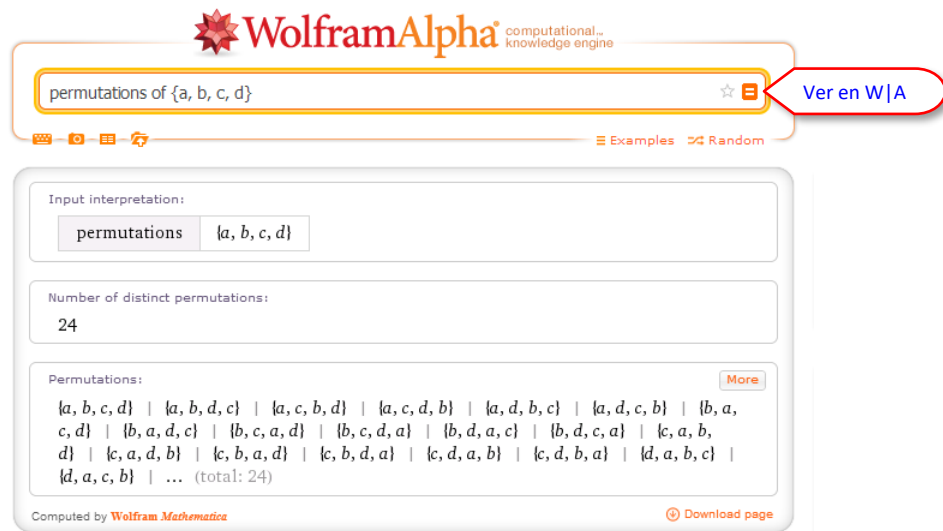 WolframAlpha computational™ knowledge engine
permutations of {a, b, c, d}
Ver en W|A
Examples Random
Input interpretation:
permutations {a, b, c, d}
Number of distinct permutations:
24
Permutations:
More
{a, b, c, d} | {a, b, d, c} | {a, c, b, d} | {a, c, d, b} | {a, d, b, c} | {a, d, c, b} | {b, a,
c, d} | {b, a, d, c} | {b, c, a, d} | {b, c, d, a} | {b, d, a, c} | {b, d, c, a} | {c, a, b,
d} | {c, a, d, b} | {c, b, a, d} | {c, b, d, a} | {c, d, a, b} | {c, d, b, a} | {d, a, b, c} |
{d, a, c, b} | … (total: 24)
Computed by Wolfram Mathematica
Download page